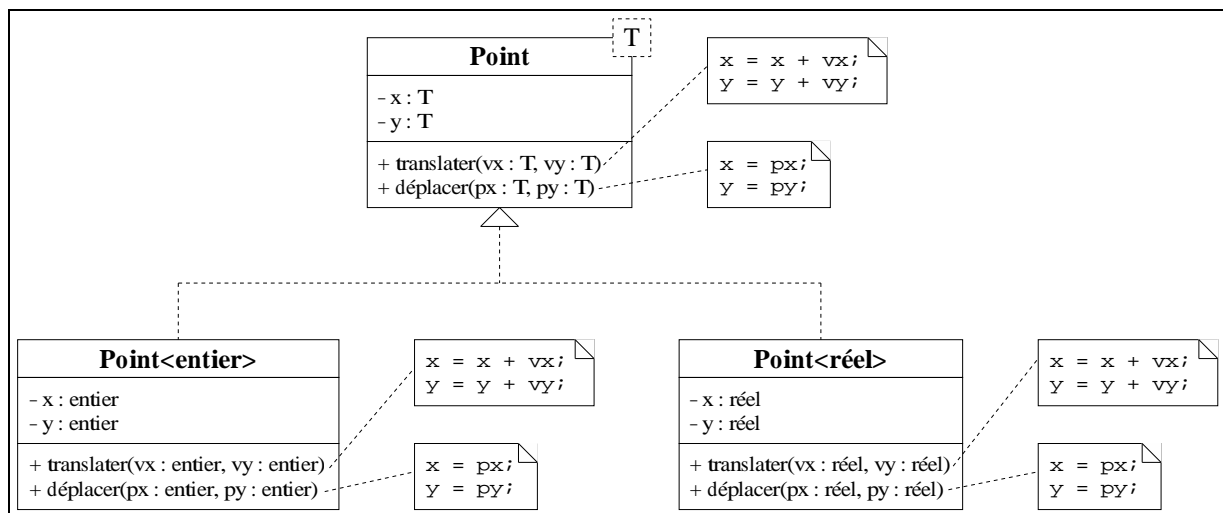 T
Point
- x : T
- y : T
+ translater(vx : T, vy : T)
+ déplacer(px : T, py : T)
x = x + vx;
y = y + vy;
x = px;
y = py;
Point<entier>
- x : entier
- y : entier
+ translater(vx : entier, vy : entier)
+ déplacer(px : entier, py : entier)
x = x + vx;
y = y + vy;
x = px;
y = py;
Point<réel>
- x : réel
- y : réel
+ translater(vx : réel, vy : réel)
+ déplacer(px : réel, py : réel)
x = x + vx;
y = y + vy;
x = px;
y = py;